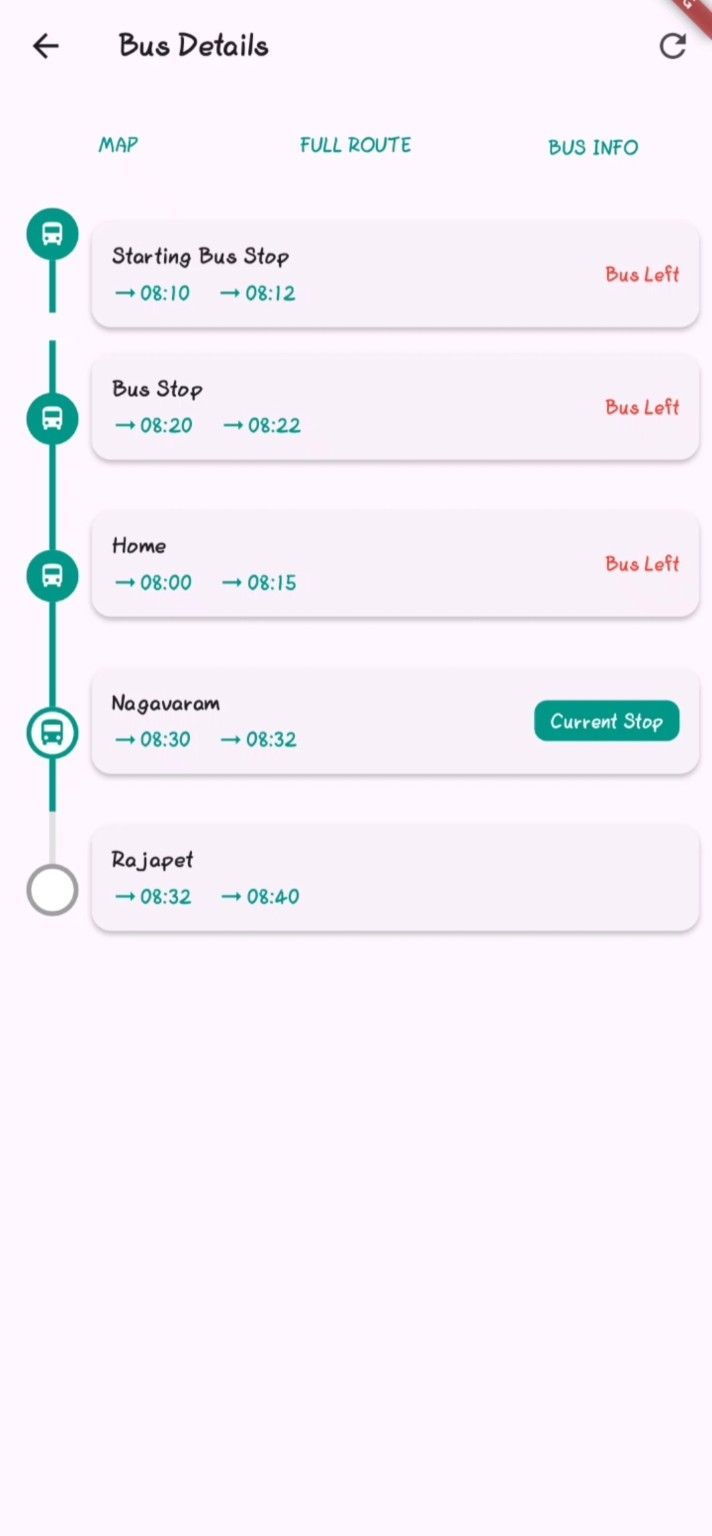 Bus Details
MAP FULL ROUTE BUS INFO
Starting Bus Stop
→ 08:10 → 08:12
Bus Left
Bus Stop
→ 08:20 → 08:22
Bus Left
Home
→ 08:00 → 08:15
Bus Left
Nagavaram
→ 08:30 → 08:32
Current Stop
Rajapet
→ 08:32 → 08:40